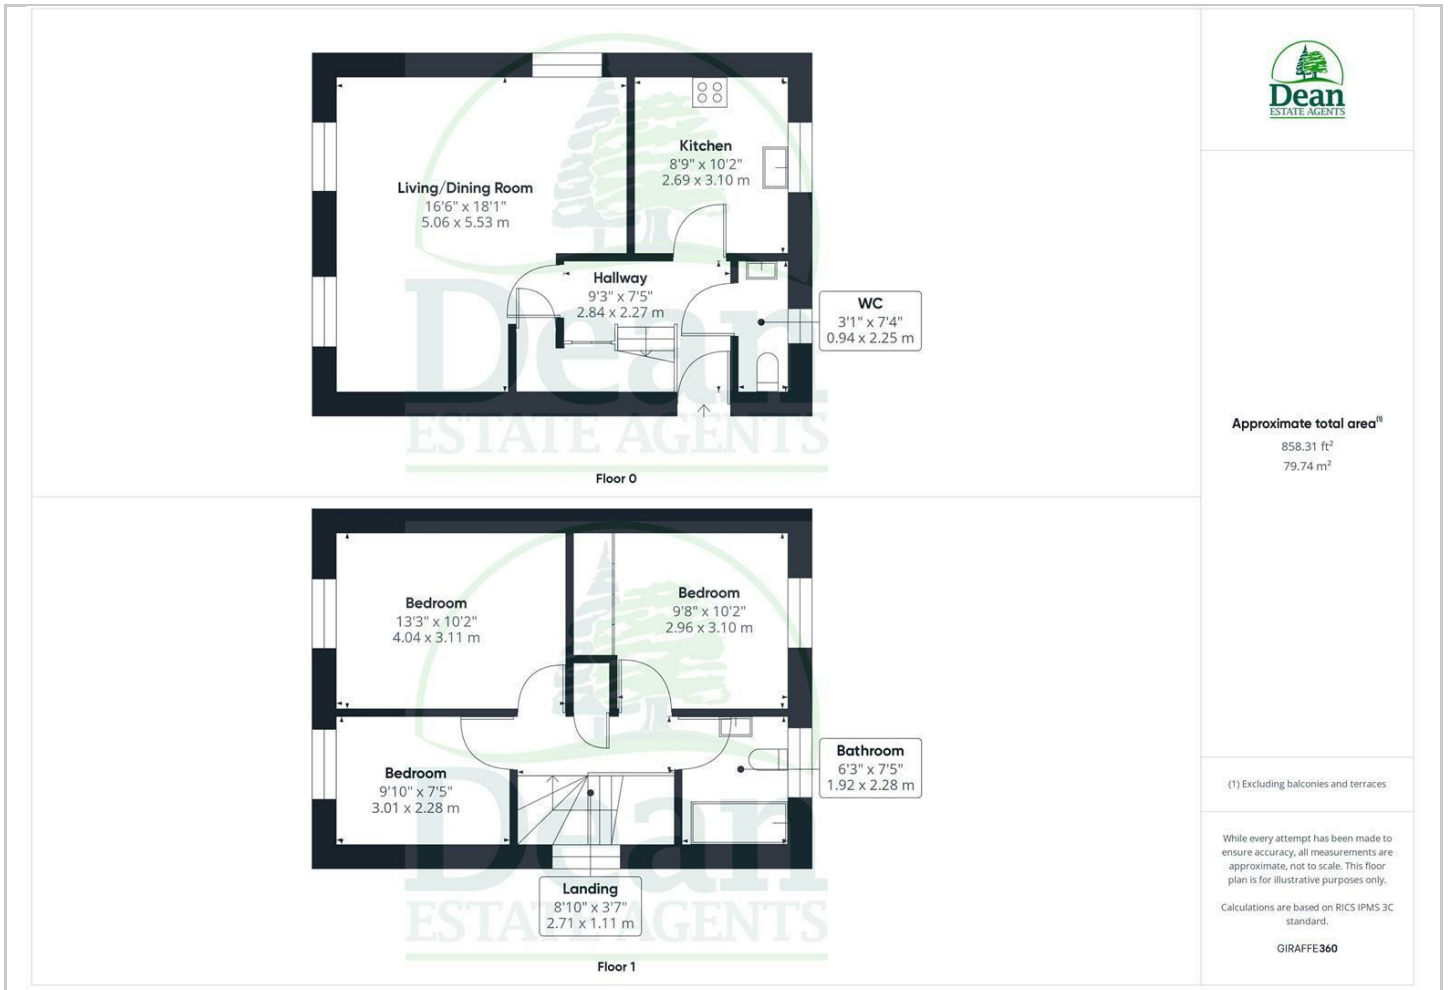 Living/Dining Room
16'6" x 18'1"
5.06 x 5.53 m
Kitchen
8'9" x 10'2"
2.69 x 3.10 m
Hallway
9'3" x 7'5"
2.84 x 2.27 m
WC
3'1" x 7'4"
0.94 x 2.25 m
Dean
ESTATE AGENTS
Floor 0
Bedroom
13'3" x 10'2"
4.04 x 3.11 m
Bedroom
9'8" x 10'2"
2.96 x 3.10 m
Bedroom
9'10" x 7'5"
3.01 x 2.28 m
Bathroom
6'3" x 7'5"
1.92 x 2.28 m
Landing
8'10" x 3'7"
2.71 x 1.11 m
Dean
ESTATE AGENTS
Floor 1
Dean
ESTATE AGENTS
Approximate total area(1)
858.31 ft²
79.74 m²
(1) Excluding balconies and terraces
While every attempt has been made to
ensure accuracy, all measurements are
approximate, not to scale. This floor
plan is for illustrative purposes only.
Calculations are based on RICS IPMS 3C
standard.
GIRAFFE360